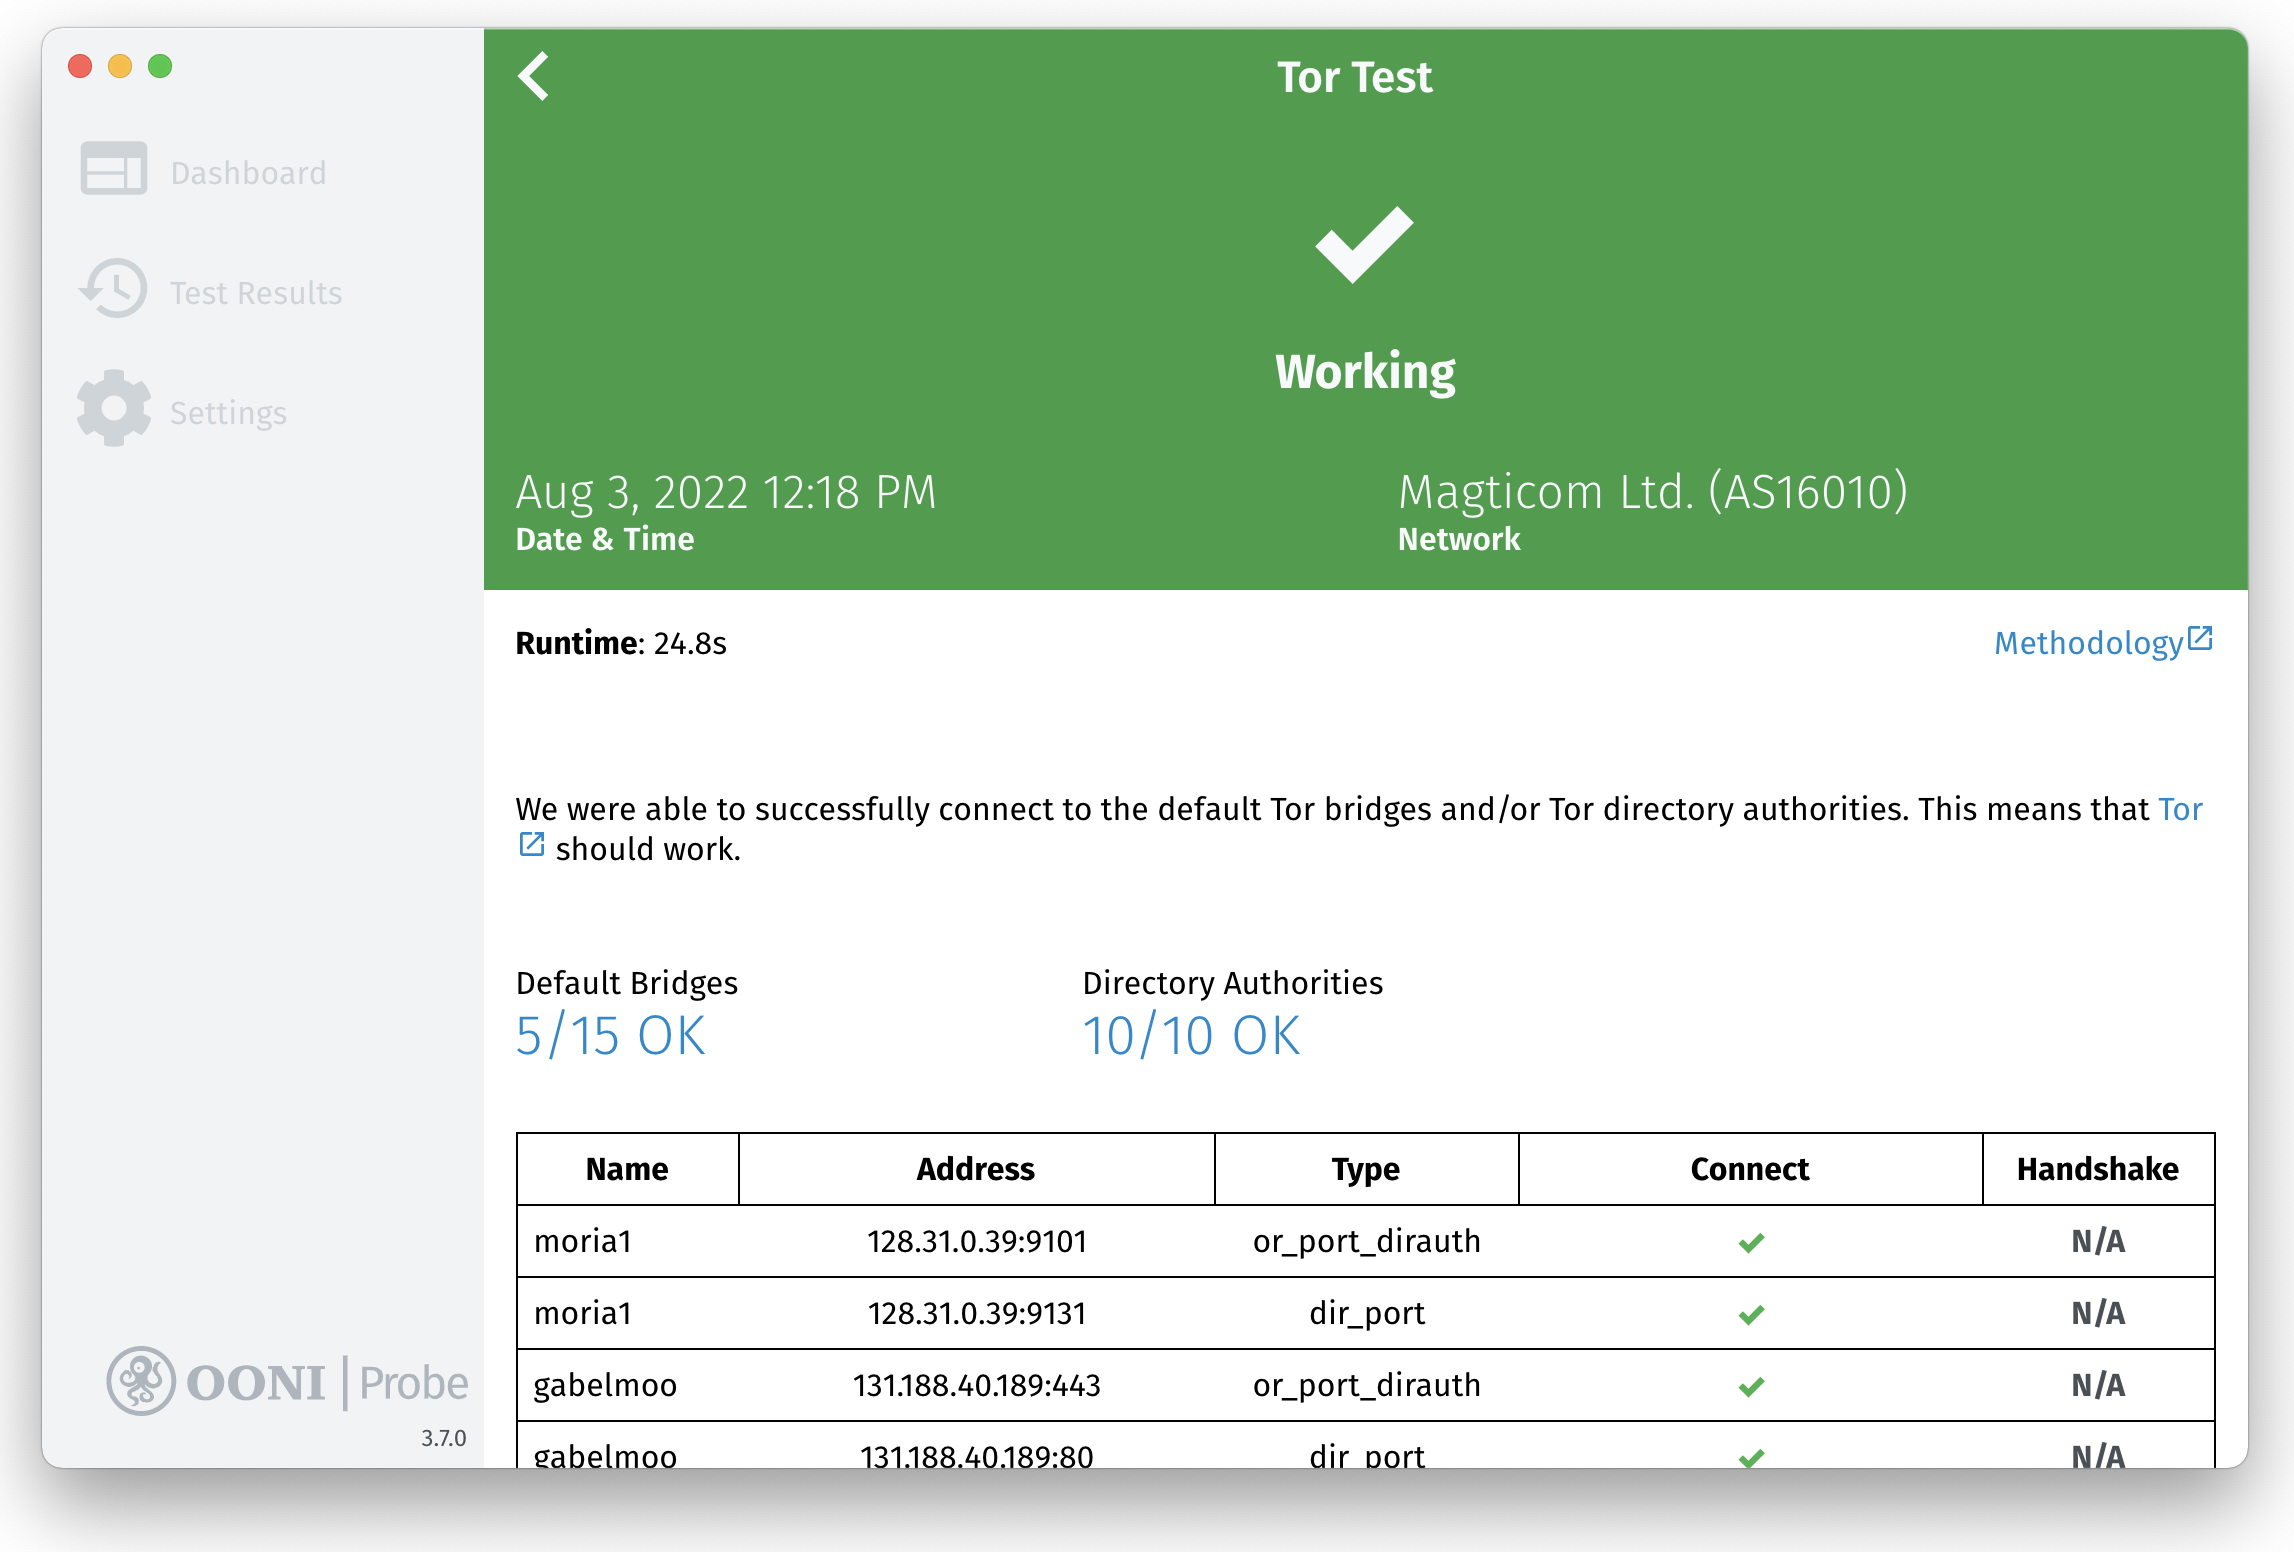 Dashboard
Test Results
Settings
OONI Probe
3.7.0
Tor Test
Working
Aug 3, 2022 12:18 PM
Date & Time
Magticom Ltd. (AS16010)
Network
Runtime: 24.8s
Methodology
We were able to successfully connect to the default Tor bridges and/or Tor directory authorities. This means that Tor
should work.
Default Bridges
5/15 OK
Directory Authorities
10/10 OK
Name Address Type Connect Handshake
moria1 128.31.0.39:9101 or_port_dirauth N/A
moria1 128.31.0.39:9131 dir_port N/A
gabelmoo 131.188.40.189:443 or_port_dirauth N/A
gabelmoo 131.188.40.189:80 dir_port N/A